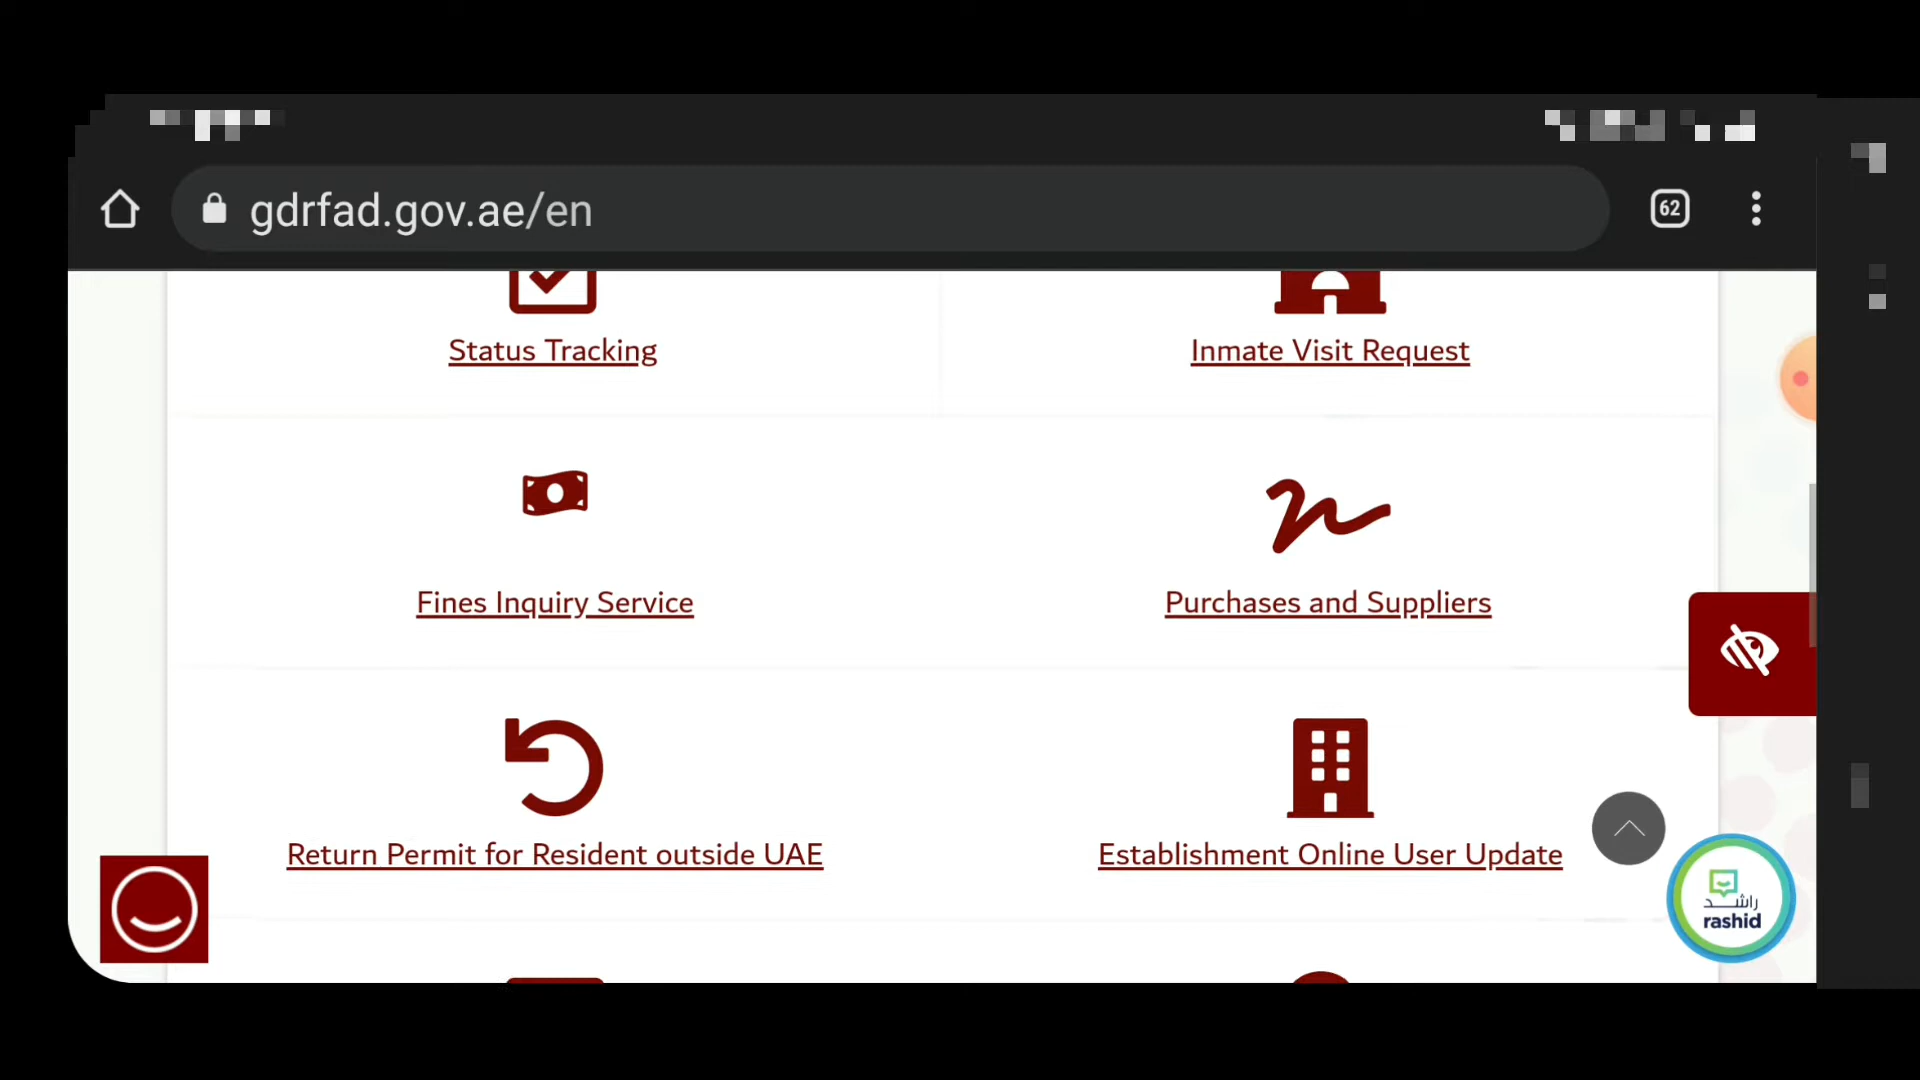 gdrfad.gov.ae/en
62
Status Tracking
Inmate Visit Request
Fines Inquiry Service
Purchases and Suppliers
Return Permit for Resident outside UAE
Establishment Online User Update
راشد
rashid